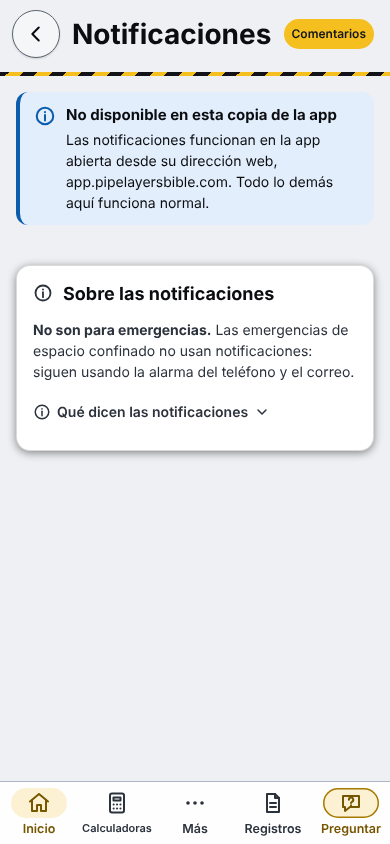 Notificaciones
Comentarios
No disponible en esta copia de la app
Las notificaciones funcionan en la app
abierta desde su dirección web,
app.pipelayersbible.com. Todo lo demás
aquí funciona normal.
Sobre las notificaciones
No son para emergencias. Las emergencias de
espacio confinado no usan notificaciones:
siguen usando la alarma del teléfono y el correo.
Qué dicen las notificaciones
Inicio
Calculadoras
Más
Registros
Preguntar